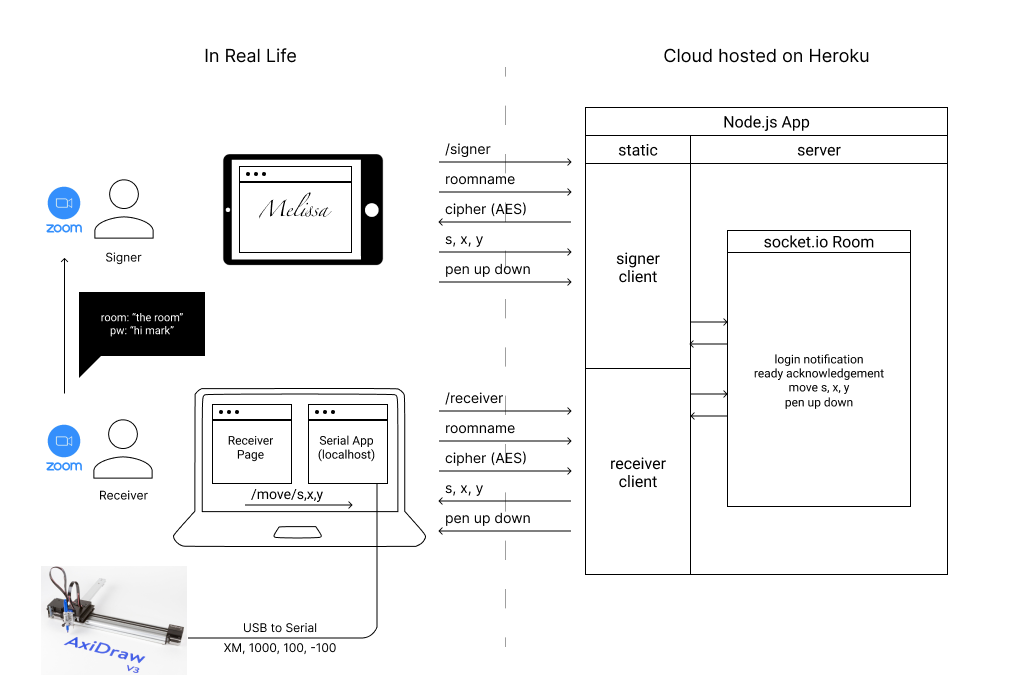 In Real Life
Cloud hosted on Heroku
Node.js App
static
server
/signer
roomname
cipher (AES)
s, x, y
pen up down
Melissa
zoom
Signer
signer
client
socket.io Room
login notification
ready acknowledgement
move s, x, y
pen up down
room: “the room”
pw: “hi mark”
/receiver
roomname
cipher (AES)
s, x, y
pen up down
Receiver
Page
Serial App
(localhost)
/move/s,x,y
zoom
Receiver
receiver
client
USB to Serial
XM, 1000, 100, -100
AxiDraw
V3